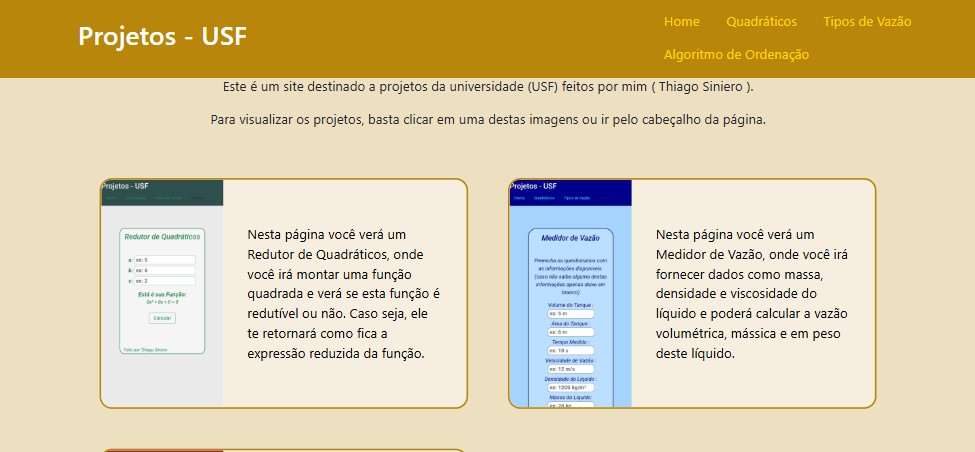 Projetos - USF
Home Quadráticos Tipos de Vazão
Algoritmo de Ordenação
Este é um site destinado a projetos da universidade (USF) feitos por mim ( Thiago Siniero ).
Para visualizar os projetos, basta clicar em uma destas imagens ou ir pelo cabeçalho da página.
Projetos - USF
Redutor de Quadráticos
a: ex: 5
b: ex: 6
c: ex: 2
Está é sua Função:
0x² + 0x + 0 = 0
Calcular
Feito por Thiago Siniero
Nesta página você verá um
Redutor de Quadráticos, onde
você irá montar uma função
quadrada e verá se esta função é
redutível ou não. Caso seja, ele
te retornará como fica a
expressão reduzida da função.
Projetos - USF
Home Quadráticos Tipos de Vazão
Medidor de Vazão
Preencha os questionarios com
as informações disponiveis
(caso não saiba alguma destas
informações apenas deixe em
branco)
Volume do Tanque :
ex: 5 m
Área do Tanque :
ex: 6 m
Tempo Medido :
ex: 10 s
Velocidade de Vazão :
ex: 12 m/s
Densidade do Liquido :
ex: 1200 kg/m³
Massa do Liquido:
ex: 20 kg
Nesta página você verá um
Medidor de Vazão, onde você irá
fornecer dados como massa,
densidade e viscosidade do
líquido e poderá calcular a vazão
volumétrica, mássica e em peso
deste líquido.